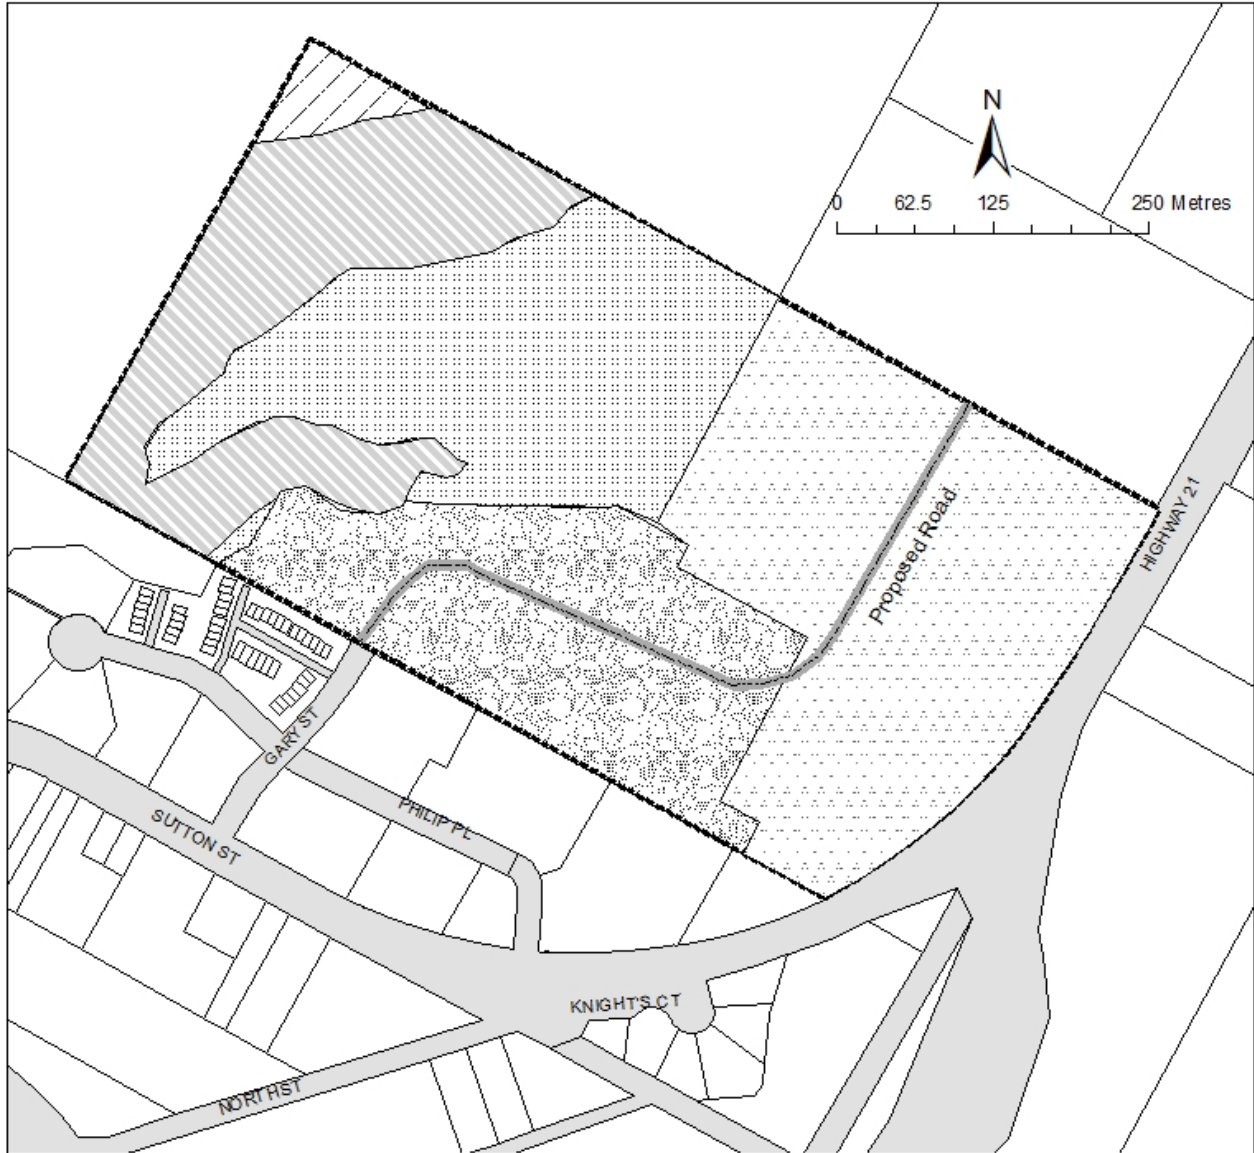 N
0 62.5 125 250 Metres
HIGHWAY 21
Proposed Road
GARY ST
PHILIP PL
SUTTON ST
KNIGHT'S CT
NORTH ST